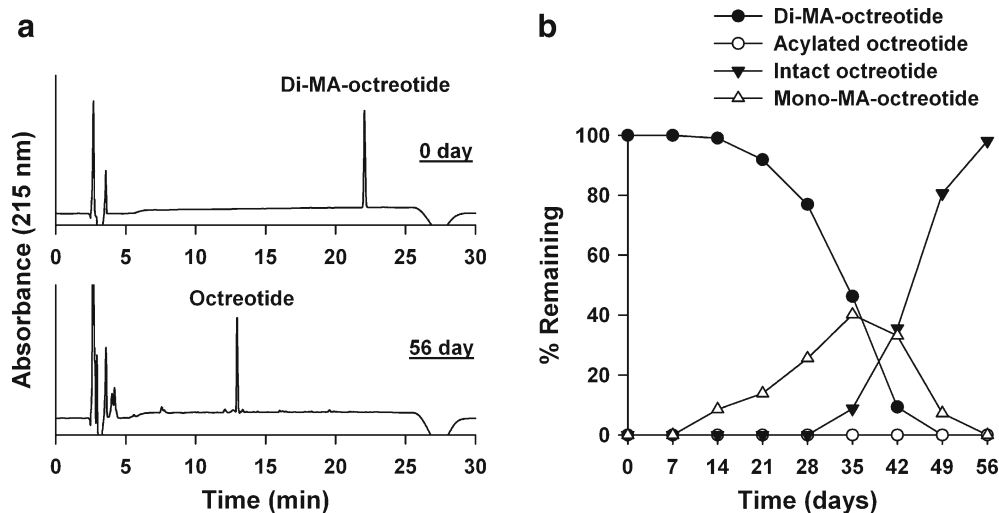 a
Absorbance (215 nm)
Di-MA-octreotide
0 day
0 5 10 15 20 25 30
Octreotide
56 day
0 5 10 15 20 25 30
Time (min)
b
Di-MA-octreotide
Acylated octreotide
Intact octreotide
Mono-MA-octreotide
% Remaining
100
80
60
40
20
0
0 7 14 21 28 35 42 49 56
Time (days)